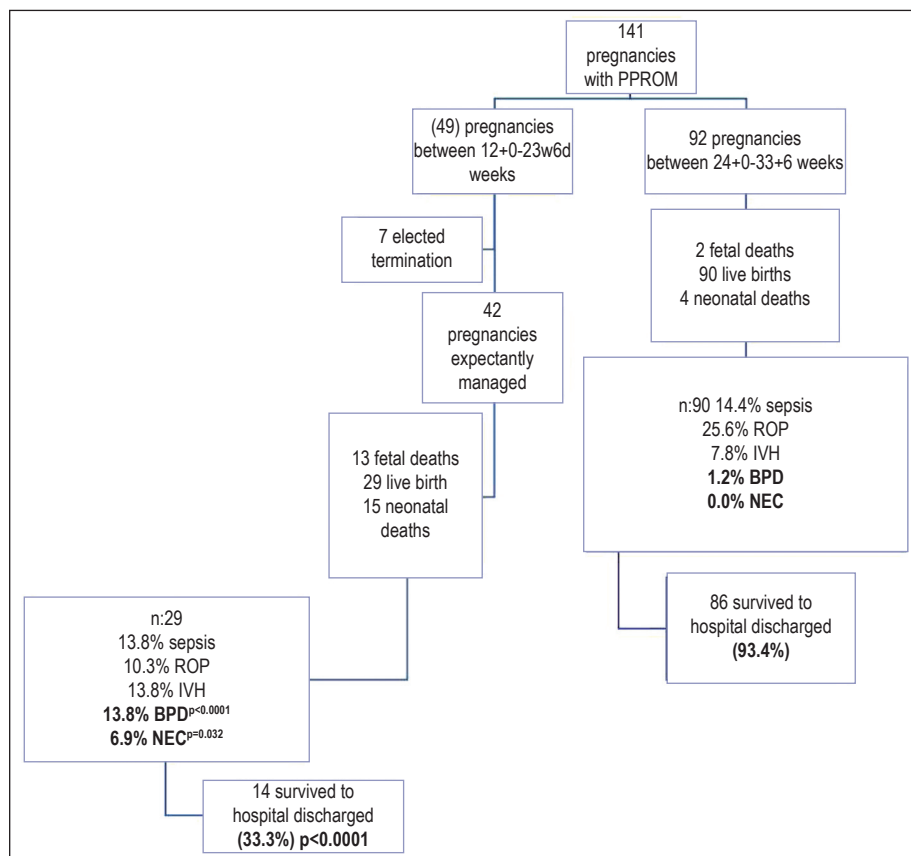 141
pregnancies
with PPROM
(49) pregnancies
between 12+0-23w6d
weeks
92 pregnancies
between 24+0-33+6 weeks
7 elected
termination
2 fetal deaths
90 live births
4 neonatal deaths
42
pregnancies
expectantly
managed
n:90 14.4% sepsis
25.6% ROP
7.8% IVH
1.2% BPD
0.0% NEC
13 fetal deaths
29 live birth
15 neonatal
deaths
86 survived to
hospital discharged
(93.4%)
n:29
13.8% sepsis
10.3% ROP
13.8% IVH
13.8% BPDp<0.0001
6.9% NECp=0.032
14 survived to
hospital discharged
(33.3%) p<0.0001